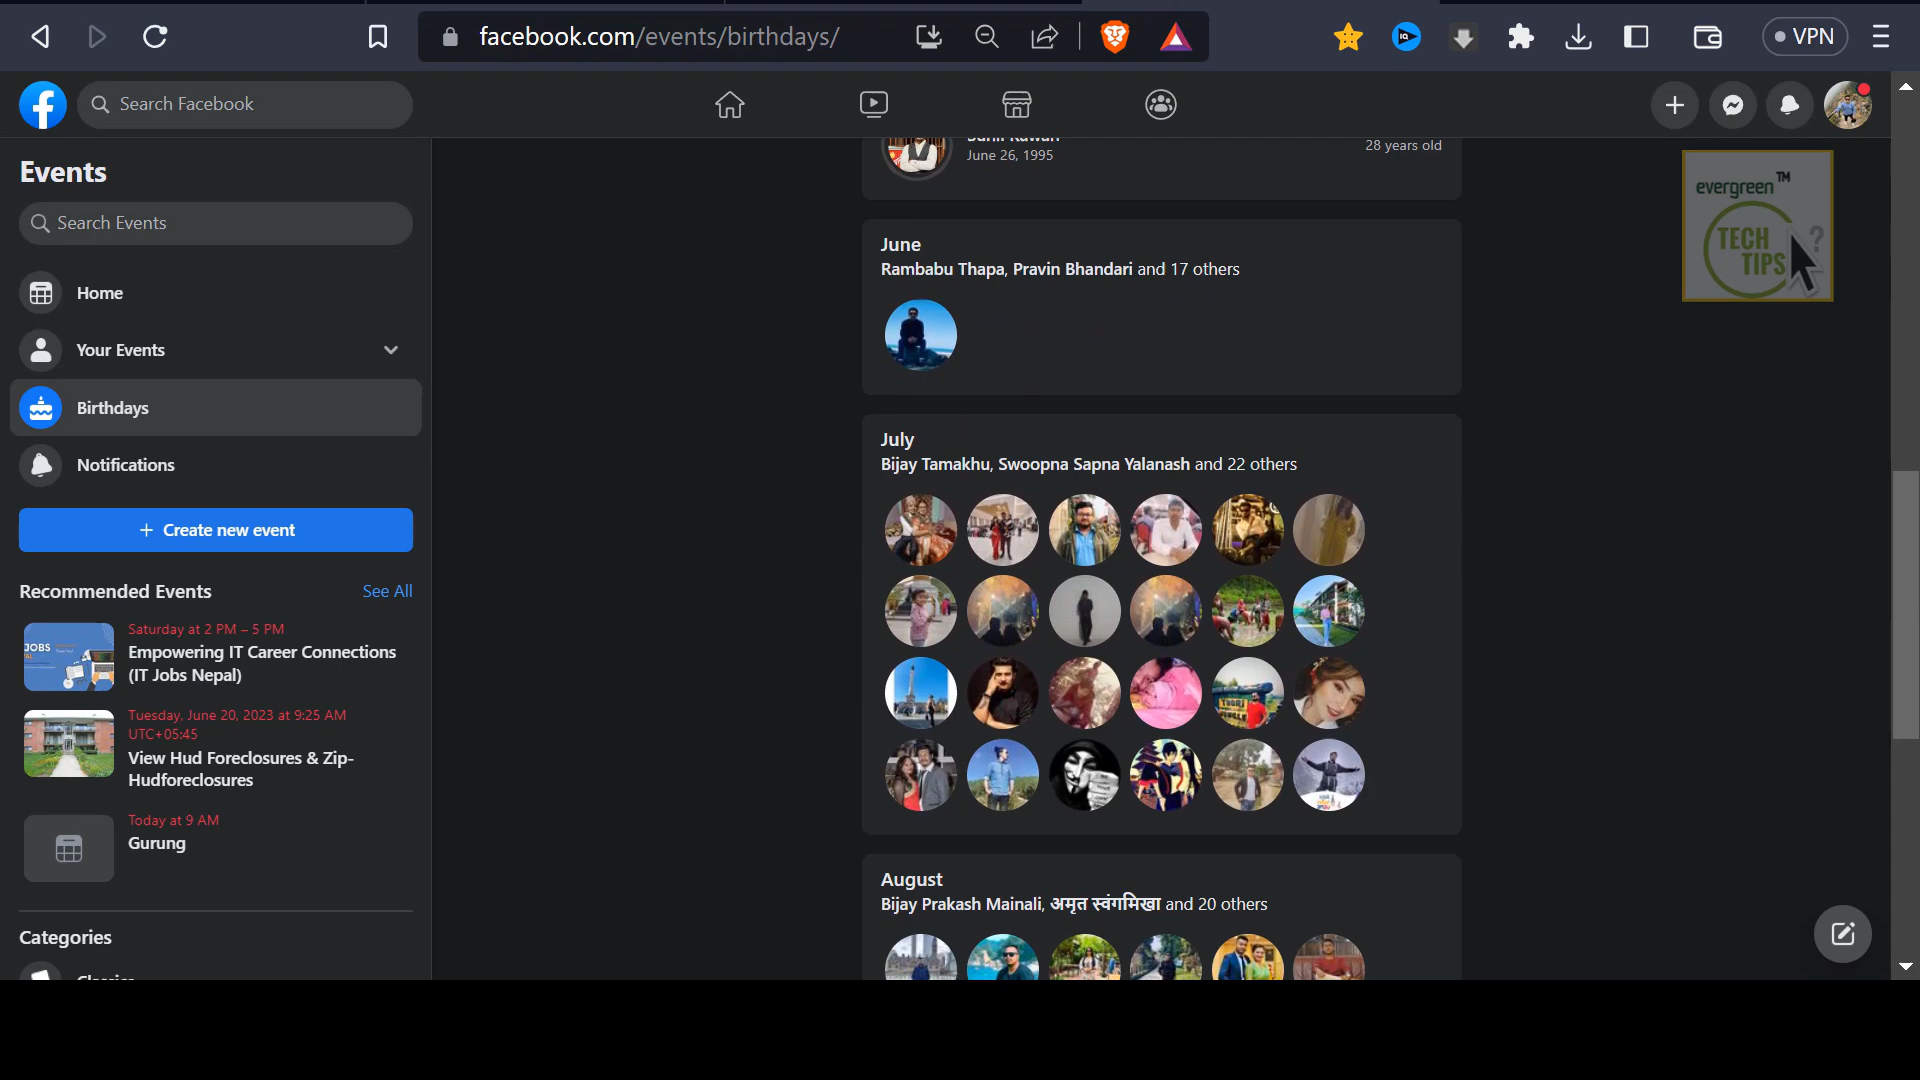 facebook.com/events/birthdays/
VPN
Search Facebook
Events
Search Events
Home
Your Events
Birthdays
Notifications
+ Create new event
Recommended Events
See All
JOBS
Saturday at 2 PM – 5 PM
Empowering IT Career Connections
(IT Jobs Nepal)
Tuesday, June 20, 2023 at 9:25 AM
UTC+05:45
View Hud Foreclosures & Zip-
Hudforeclosures
Today at 9 AM
Gurung
Categories
June 26, 1995
28 years old
June
Rambabu Thapa, Pravin Bhandari and 17 others
July
Bijay Tamakhu, Swoopna Sapna Yalanash and 22 others
August
Bijay Prakash Mainali, अमृत स्वंगमिखा and 20 others
evergreen™
TECH
TIPS
?